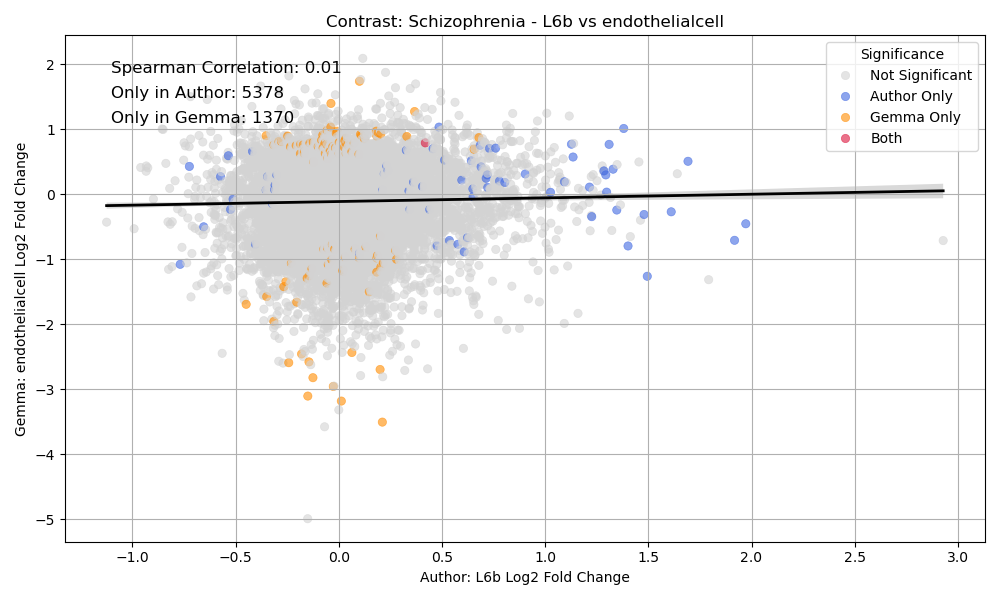 Contrast: Schizophrenia - L6b vs endothelialcell
Spearman Correlation: 0.01
Only in Author: 5378
Only in Gemma: 1370
Significance
Not Significant
Author Only
Gemma Only
Both
Gemma: endothelialcell Log2 Fold Change
2
1
0
−1
−2
−3
−4
−5
−1.0
−0.5
0.0
0.5
1.0
1.5
2.0
2.5
3.0
Author: L6b Log2 Fold Change